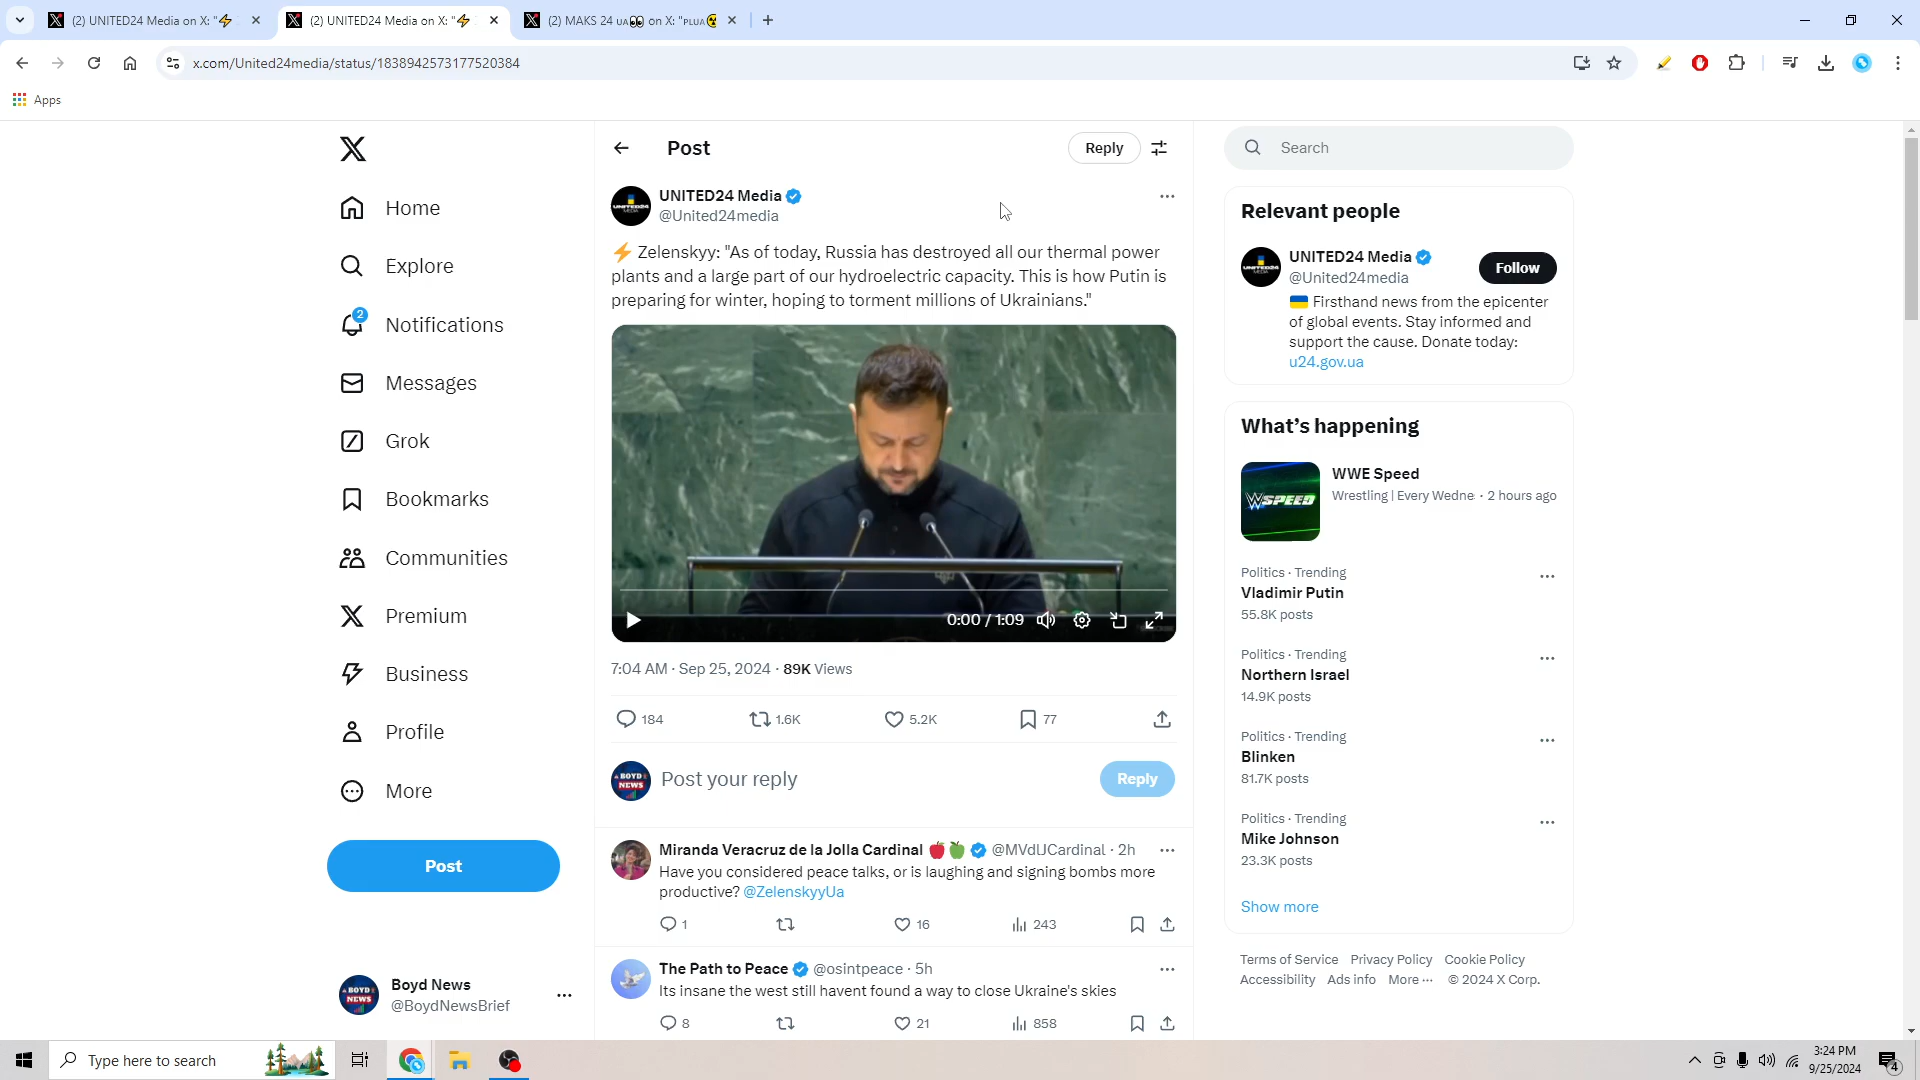 (2) UNITED24 Media on X: "⚡
(2) UNITED24 Media on X: "⚡
(2) MAKS 24 UA👀 on X: "PLUA☢
x.com/United24media/status/1838942573177520384
Apps
Home
Explore
2
Notifications
Messages
Grok
Bookmarks
Communities
Premium
Business
Profile
More
Post
Boyd News
@BoydNewsBrief
Post
Reply
UNITED24 Media
@United24media
⚡ Zelenskyy: "As of today, Russia has destroyed all our thermal power
plants and a large part of our hydroelectric capacity. This is how Putin is
preparing for winter, hoping to torment millions of Ukrainians."
0:00 / 1:09
7:04 AM · Sep 25, 2024 · 89K Views
184 1.6K 5.2K 77
BOYD NEWS
Post your reply
Reply
Miranda Veracruz de la Jolla Cardinal 🍎🍏 @MVdlJCardinal · 2h
Have you considered peace talks, or is laughing and signing bombs more
productive? @ZelenskyyUa
1 16 243
The Path to Peace @osintpeace · 5h
Its insane the west still havent found a way to close Ukraine's skies
8 21 858
Search
Relevant people
UNITED24 Media
@United24media
Follow
🇺🇦 Firsthand news from the epicenter
of global events. Stay informed and
support the cause. Donate today:
u24.gov.ua
What's happening
WSPEED
WWE Speed
Wrestling | Every Wedne · 2 hours ago
Politics · Trending
Vladimir Putin
55.8K posts
Politics · Trending
Northern Israel
14.9K posts
Politics · Trending
Blinken
81.7K posts
Politics · Trending
Mike Johnson
23.3K posts
Show more
Terms of Service Privacy Policy Cookie Policy
Accessibility Ads info More ··· © 2024 X Corp.
Type here to search
3:24 PM
9/25/2024
4